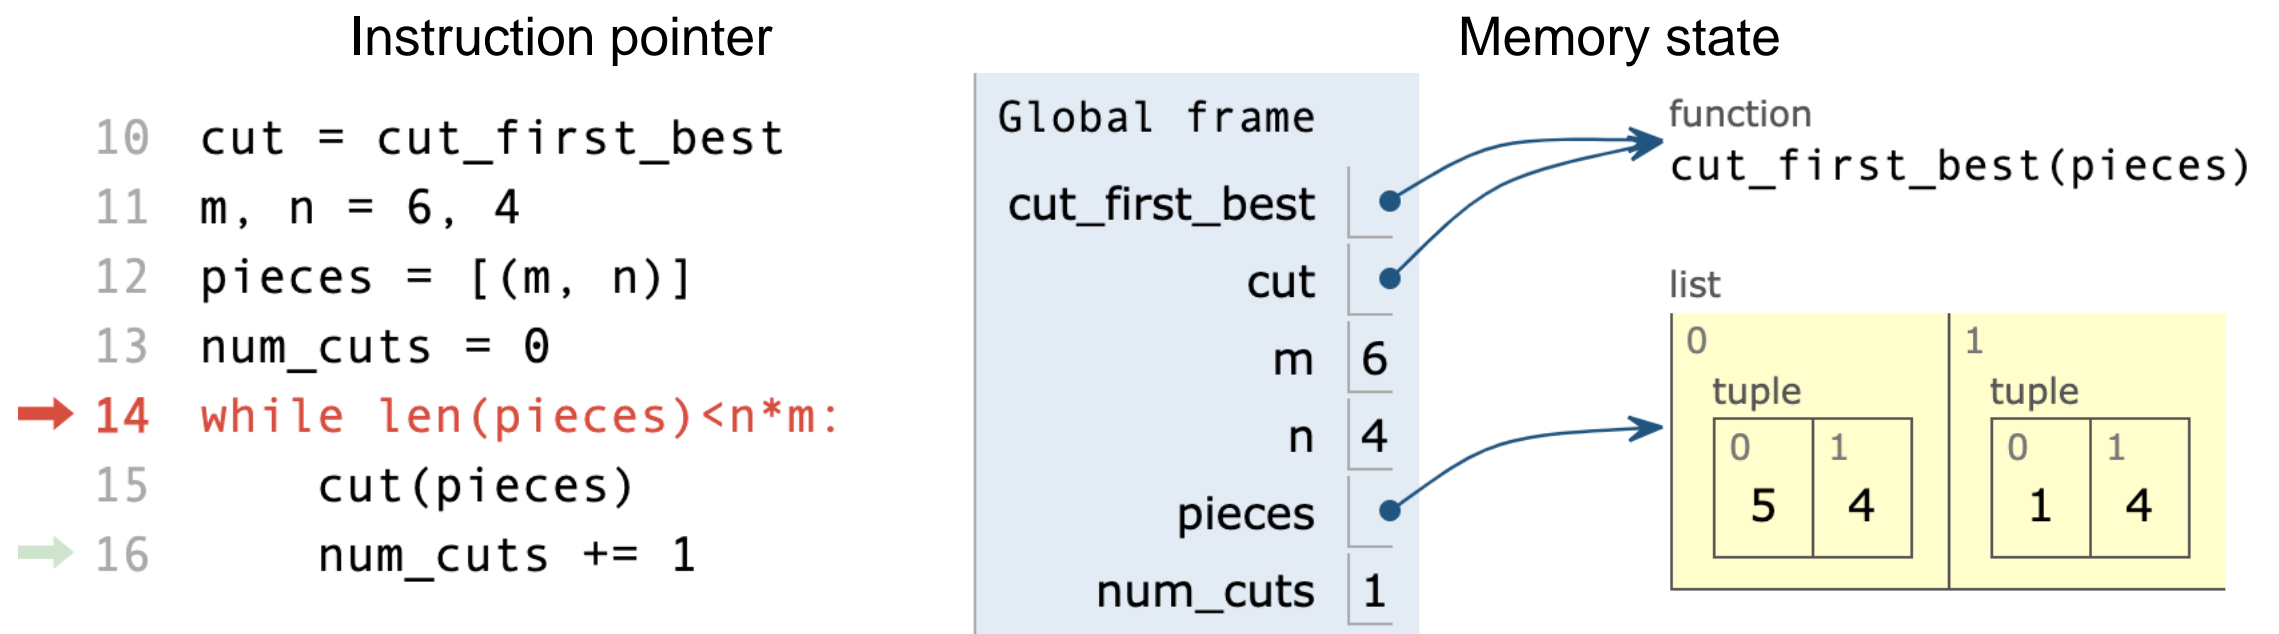 Instruction pointer
10 cut = cut_first_best
11 m, n = 6, 4
12 pieces = [(m, n)]
13 num_cuts = 0
14 while len(pieces)<n*m:
15 cut(pieces)
16 num_cuts += 1
Memory state
Global frame
cut_first_best
cut
m 6
n 4
pieces
num_cuts 1
function
cut_first_best(pieces)
list
0 1
tuple tuple
0 1 0 1
5 4 1 4